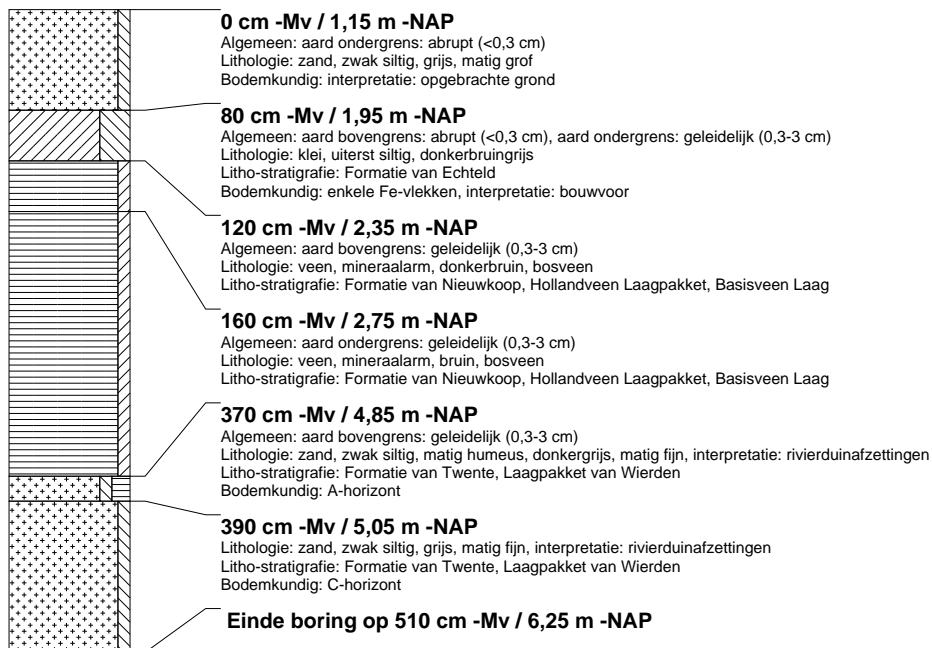 0 cm -Mv / 1,15 m -NAP
Algemeen: aard ondergrens: abrupt (<0,3 cm)
Lithologie: zand, zwak siltig, grijs, matig grof
Bodemkundig: interpretatie: opgebrachte grond
80 cm -Mv / 1,95 m -NAP
Algemeen: aard bovengrens: abrupt (<0,3 cm), aard ondergrens: geleidelijk (0,3-3 cm)
Lithologie: klei, uiterst siltig, donkerbruingrijs
Litho-stratigrafie: Formatie van Echteld
Bodemkundig: enkele Fe-vlekken, interpretatie: bouwvoor
120 cm -Mv / 2,35 m -NAP
Algemeen: aard bovengrens: geleidelijk (0,3-3 cm)
Lithologie: veen, mineraalarm, donkerbruin, bosveen
Litho-stratigrafie: Formatie van Nieuwkoop, Hollandveen Laagpakket, Basisveen Laag
160 cm -Mv / 2,75 m -NAP
Algemeen: aard ondergrens: geleidelijk (0,3-3 cm)
Lithologie: veen, mineraalarm, bruin, bosveen
Litho-stratigrafie: Formatie van Nieuwkoop, Hollandveen Laagpakket, Basisveen Laag
370 cm -Mv / 4,85 m -NAP
Algemeen: aard bovengrens: geleidelijk (0,3-3 cm)
Lithologie: zand, zwak siltig, matig humeus, donkergrijs, matig fijn, interpretatie: rivierduinafzettingen
Litho-stratigrafie: Formatie van Twente, Laagpakket van Wierden
Bodemkundig: A-horizont
390 cm -Mv / 5,05 m -NAP
Lithologie: zand, zwak siltig, grijs, matig fijn, interpretatie: rivierduinafzettingen
Litho-stratigrafie: Formatie van Twente, Laagpakket van Wierden
Bodemkundig: C-horizont
Einde boring op 510 cm -Mv / 6,25 m -NAP